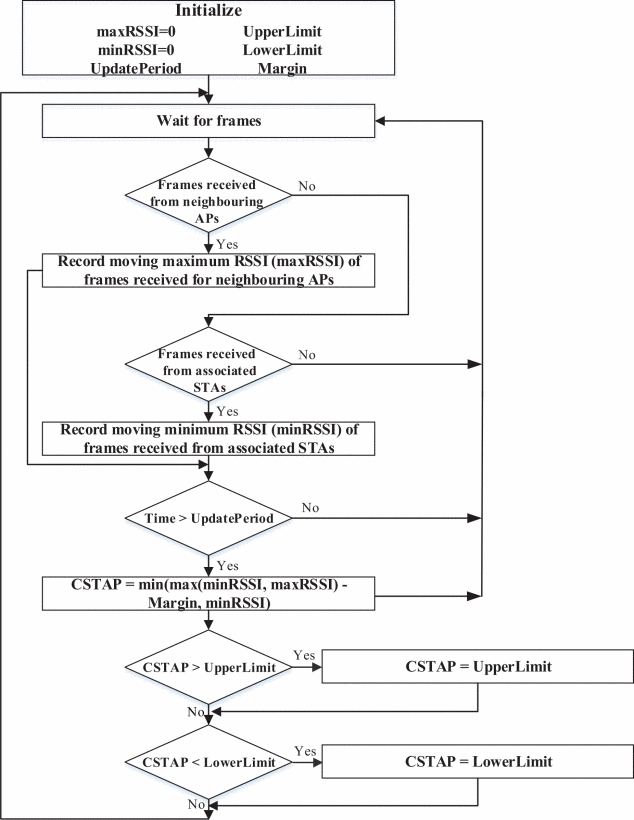 Initialize
maxRSSI=0 UpperLimit
minRSSI=0 LowerLimit
UpdatePeriod Margin
Wait for frames
Frames received
from neighbouring
APs
No
Yes
Record moving maximum RSSI (maxRSSI) of
frames received for neighbouring APs
Frames received
from associated
STAs
No
Yes
Record moving minimum RSSI (minRSSI) of
frames received from associated STAs
Time > UpdatePeriod
No
Yes
CSTAP = min(max(minRSSI, maxRSSI) -
Margin, minRSSI)
CSTAP > UpperLimit
Yes
CSTAP = UpperLimit
No
CSTAP < LowerLimit
Yes
CSTAP = LowerLimit
No